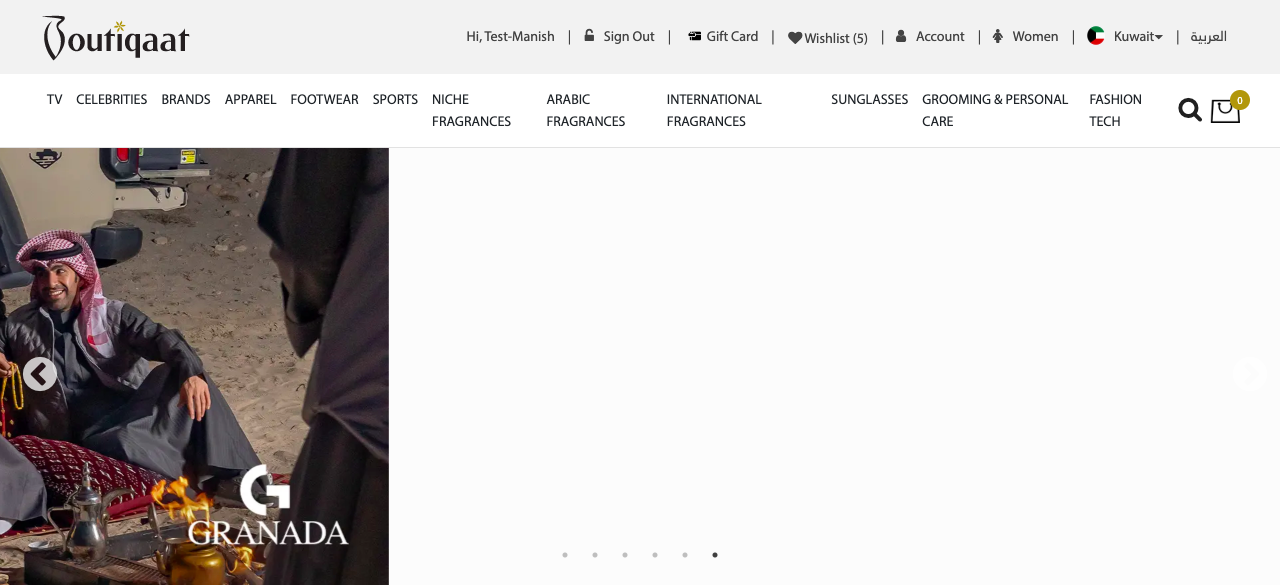 Boutiqaat
Hi, Test-Manish | Sign Out | Gift Card | Wishlist (5) | Account | Women | Kuwait | العربية
TV CELEBRITIES BRANDS APPAREL FOOTWEAR SPORTS NICHE FRAGRANCES ARABIC FRAGRANCES INTERNATIONAL FRAGRANCES SUNGLASSES GROOMING & PERSONAL CARE FASHION TECH 0
G
GRANADA